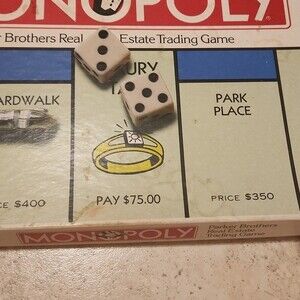 ONOPOLY
r Brothers Real Estate Trading Game
ARDWALK
URY
PARK
PLACE
CE $400
PAY $75.00
PRICE $350
MONOPOLY
Parker Brothers
Real Estate
Trading Game